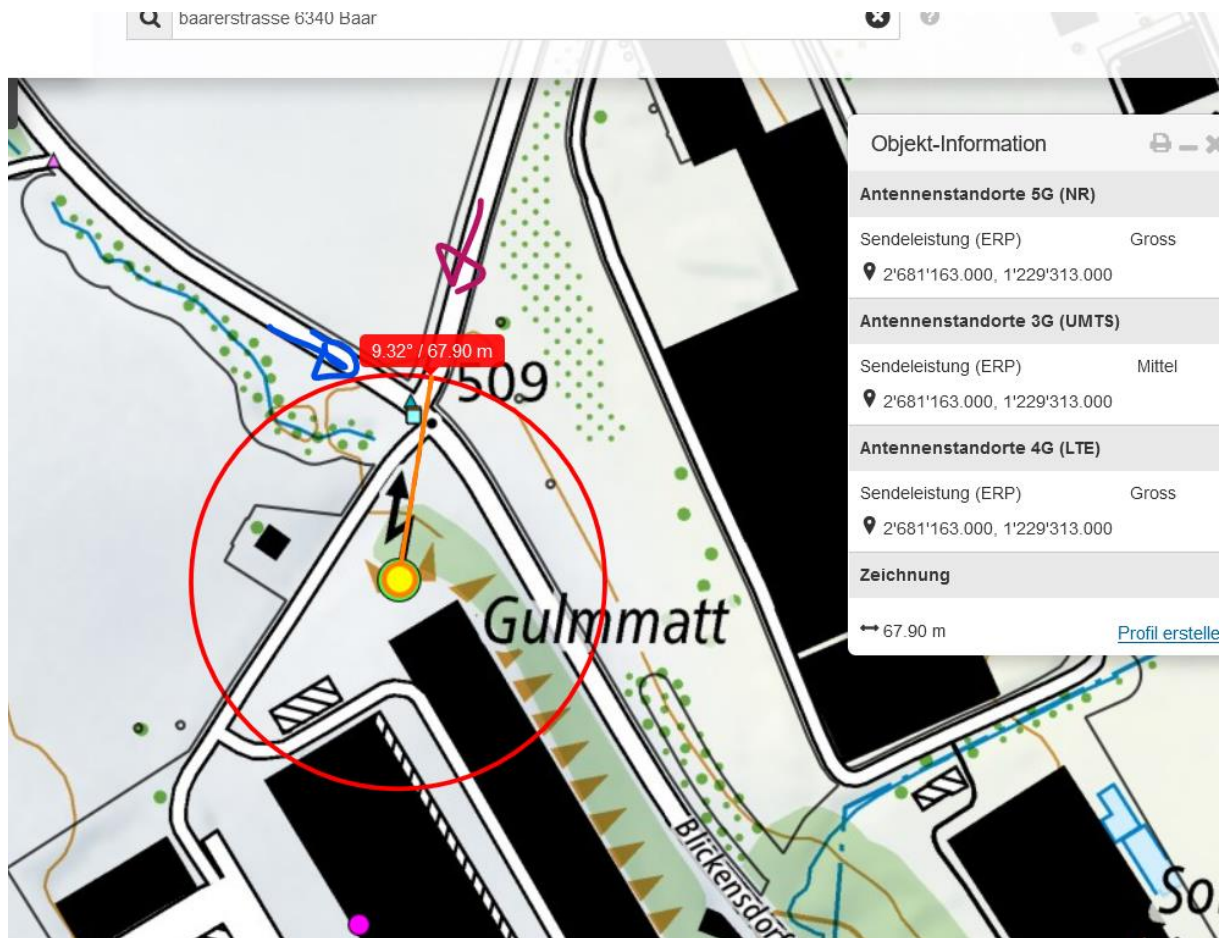 baarerstrasse 6340 Baar
?
Objekt-Information
Antennenstandorte 5G (NR)
Sendeleistung (ERP) Gross
2'681'163.000, 1'229'313.000
Antennenstandorte 3G (UMTS)
Sendeleistung (ERP) Mittel
2'681'163.000, 1'229'313.000
Antennenstandorte 4G (LTE)
Sendeleistung (ERP) Gross
2'681'163.000, 1'229'313.000
Zeichnung
67.90 m Profil erstelle
9.32° / 67.90 m
509
Gulmmatt
Blickensdorf
So